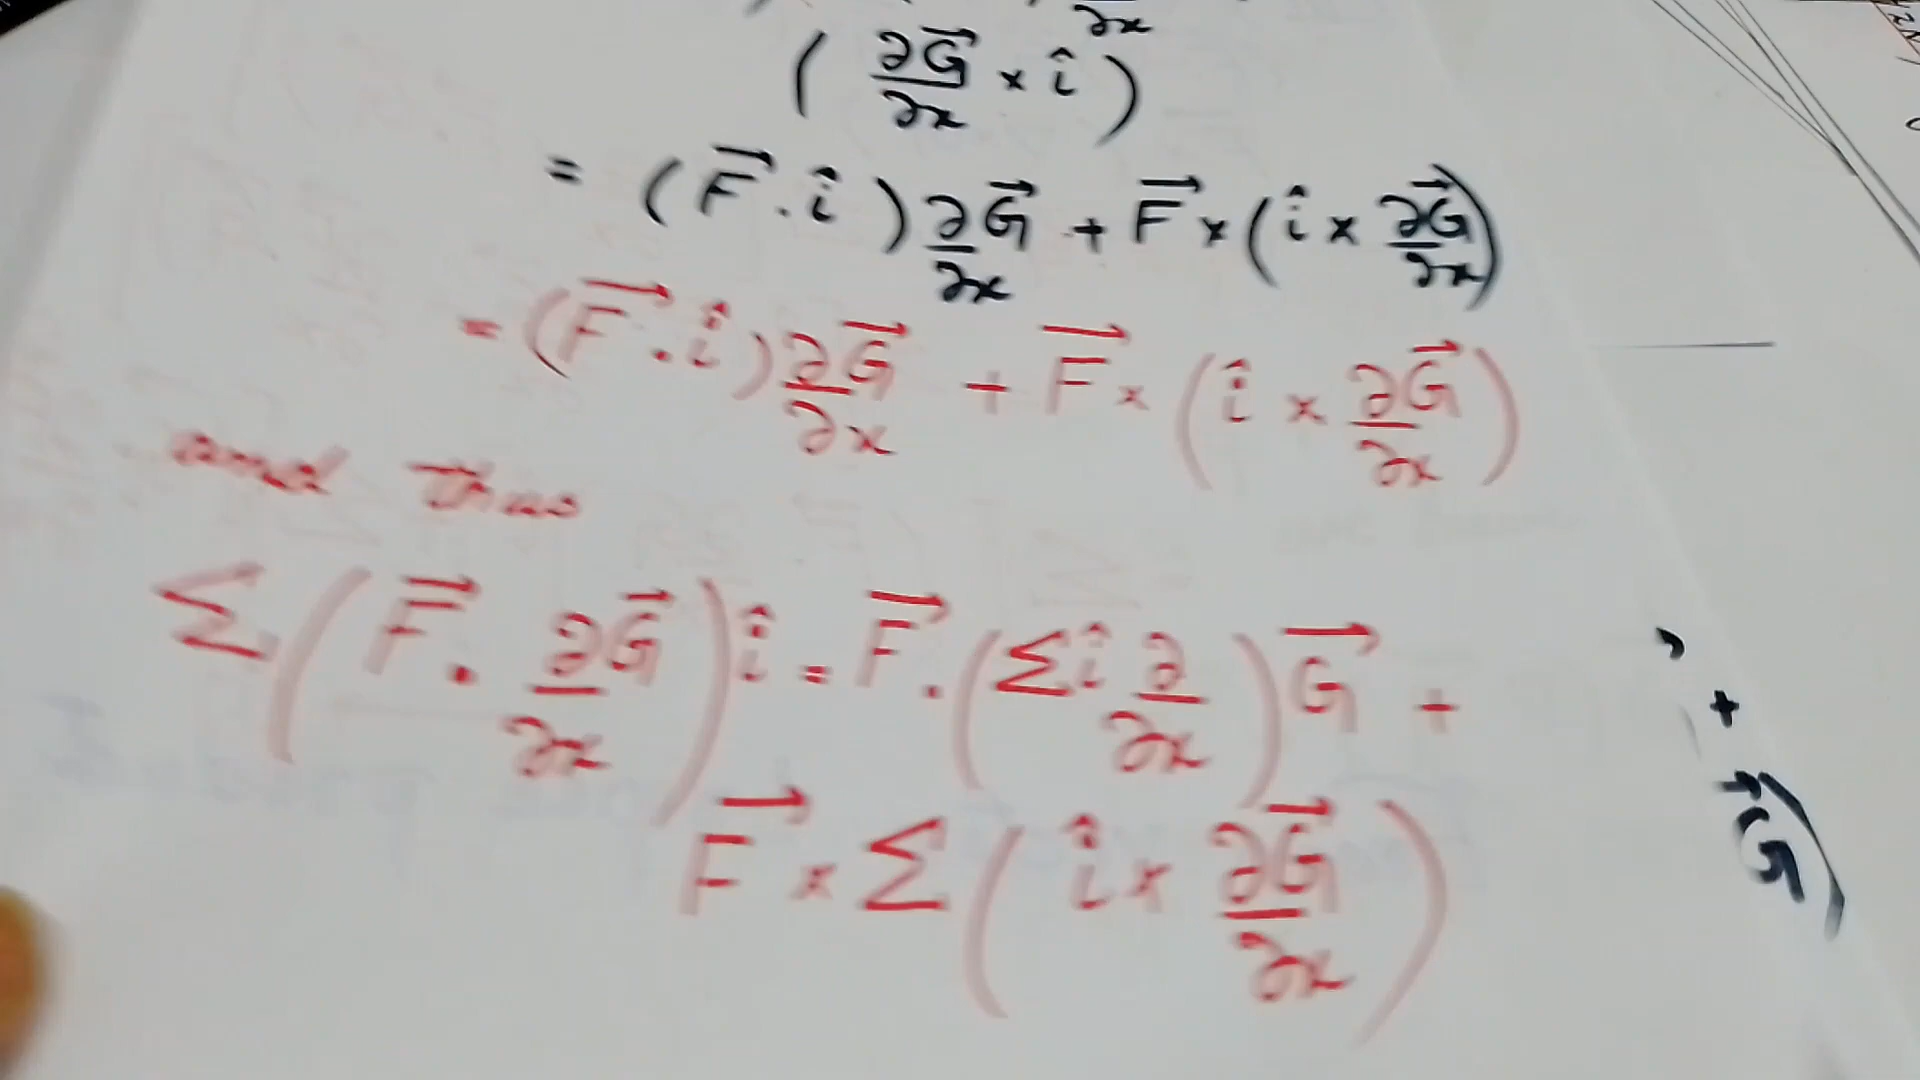 ∂x
( ∂G⃗/∂x × î )
= (F⃗ . î) ∂G⃗/∂x + F⃗ × (î × ∂G⃗/∂x)
= (F⃗ . î) ∂G⃗/∂x + F⃗ × (î × ∂G⃗/∂x)
and thus
Σ(F⃗ . ∂G⃗/∂x) î = F⃗ . (Σ î ∂/∂x) G⃗ +
F⃗ × Σ( î × ∂G⃗/∂x )